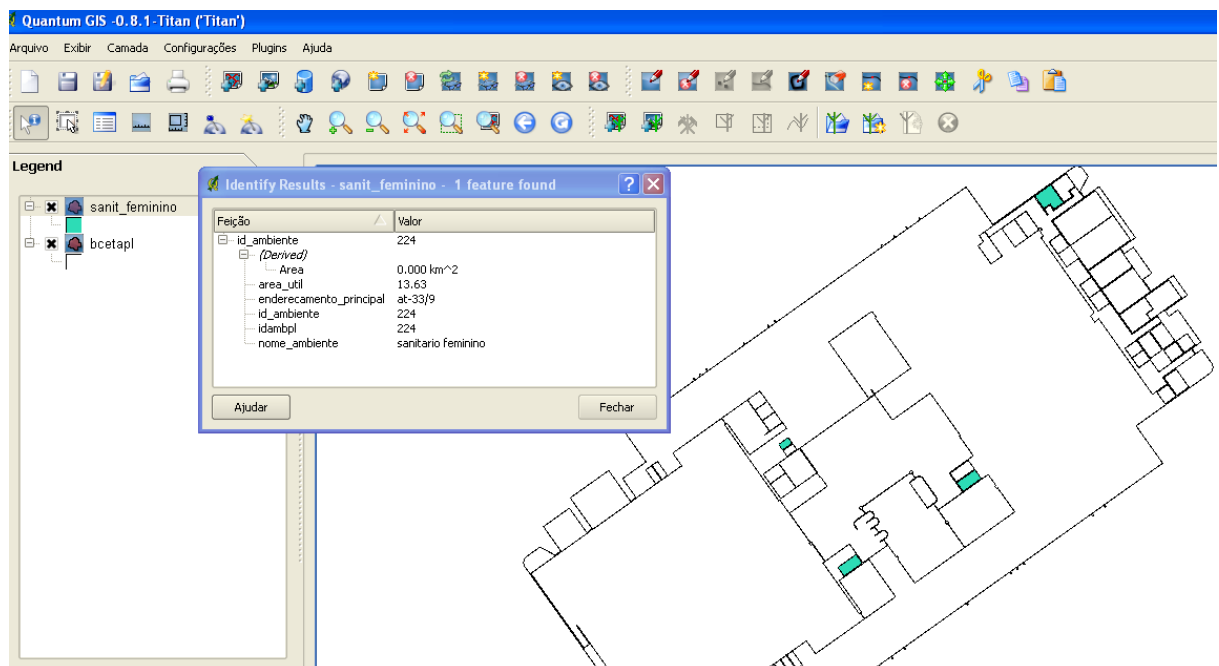 Quantum GIS -0.8.1-Titan ('Titan')
Arquivo Exibir Camada Configurações Plugins Ajuda
Legend
sanit_feminino
bcetapl
Identify Results - sanit_feminino - 1 feature found
Feição Valor
id_ambiente 224
(Derived)
Area 0.000 km^2
area_util 13.63
enderecamento_principal at-33/9
id_ambiente 224
idambpl 224
nome_ambiente sanitario feminino
Ajudar Fechar